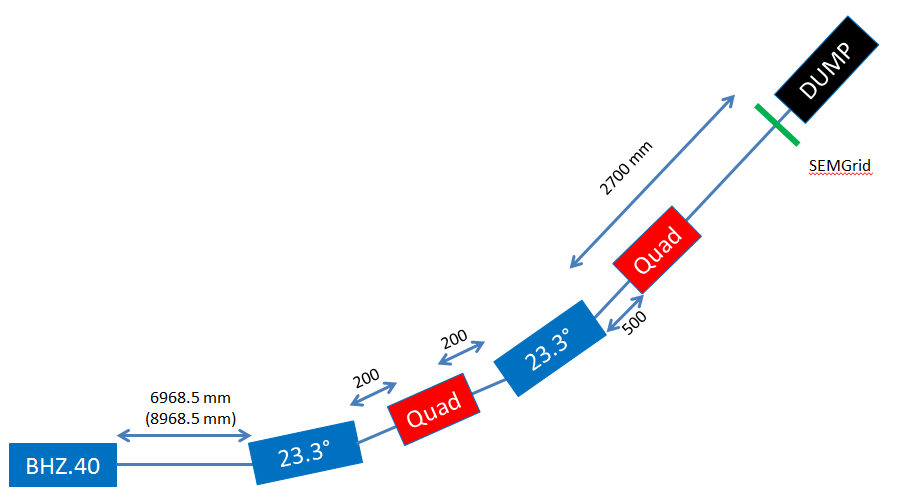 DUMP
SEMGrid
2700 mm
Quad
500
23.3°
200
200
Quad
6968.5 mm
(8968.5 mm)
23.3°
BHZ.40